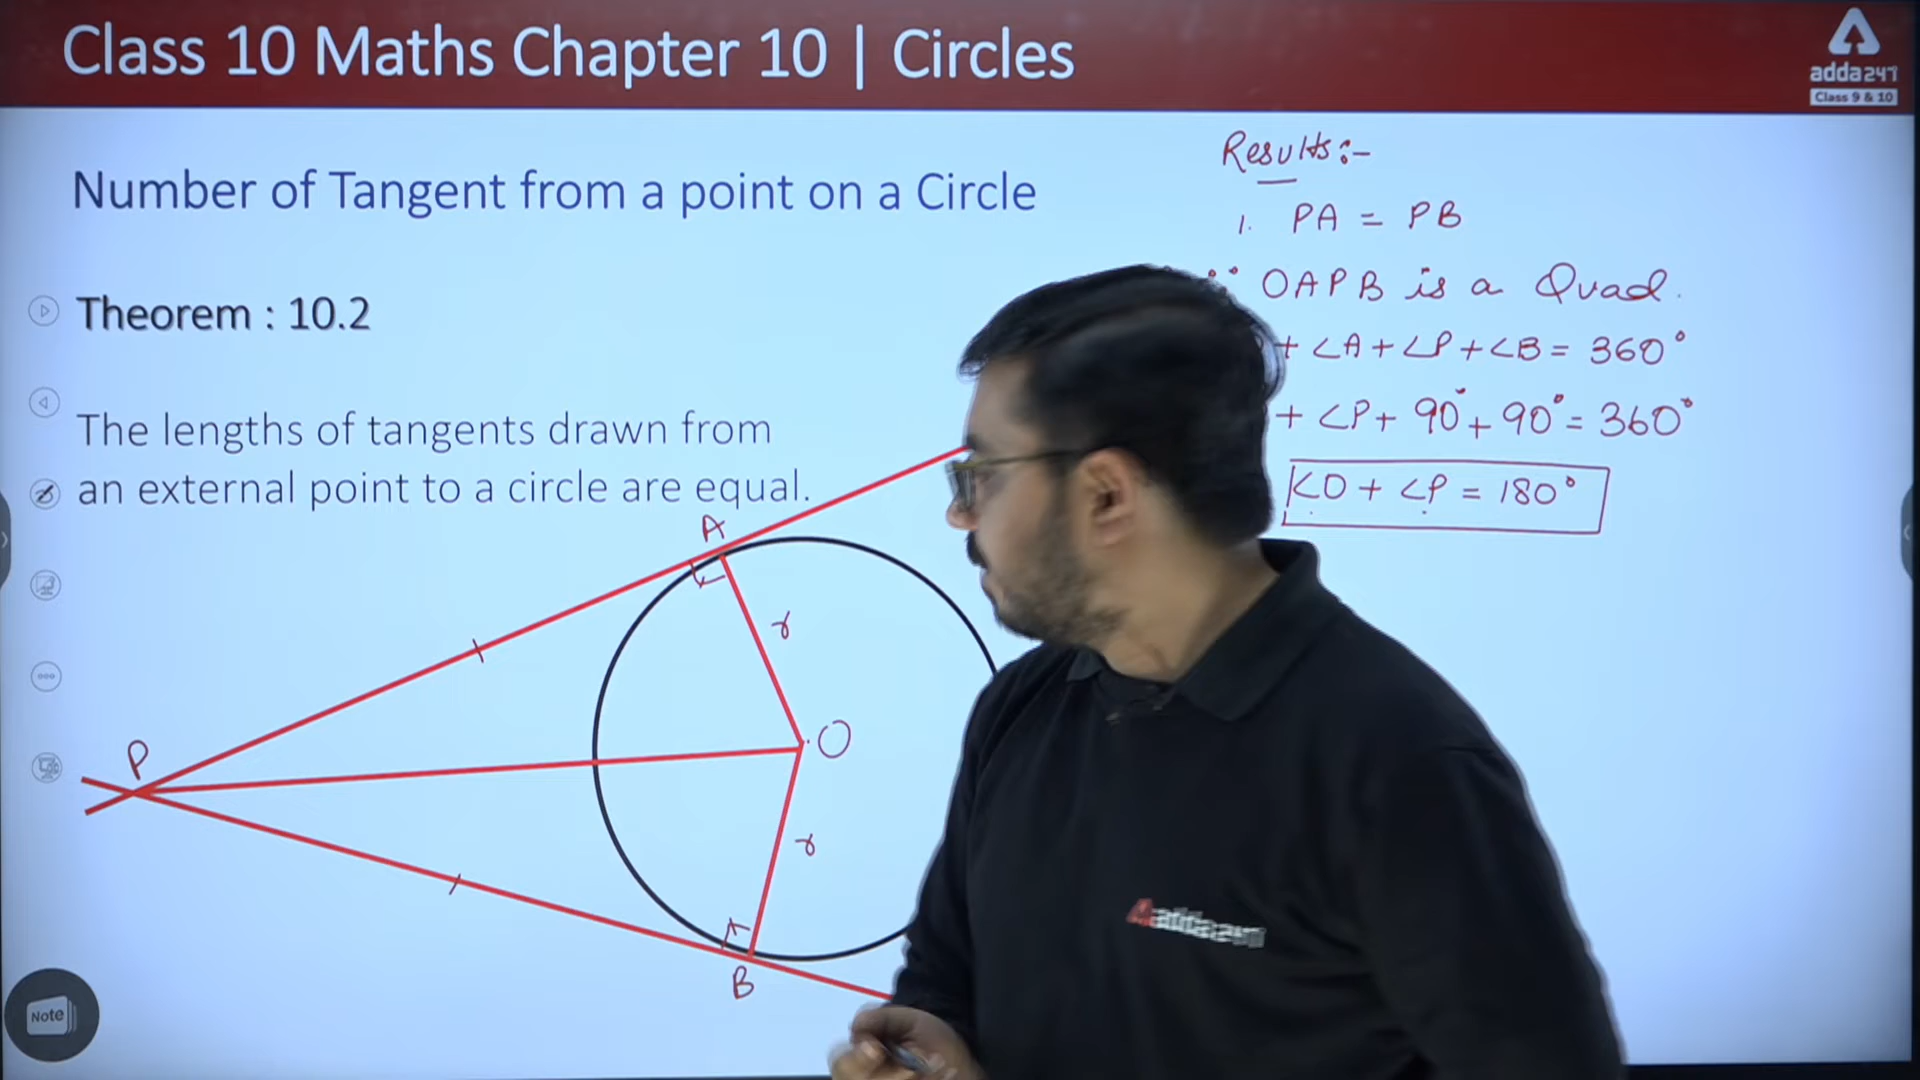 Class 10 Maths Chapter 10 | Circles
adda247
Class 9 & 10
Number of Tangent from a point on a Circle
Theorem : 10.2
The lengths of tangents drawn from
an external point to a circle are equal.
Results:-
1. PA = PB
OAPB is a Quad.
+ ∠A + ∠P + ∠B = 360°
+ ∠P + 90° + 90° = 360°
∠O + ∠P = 180°
A
r
P
O
r
B
Note
adda247